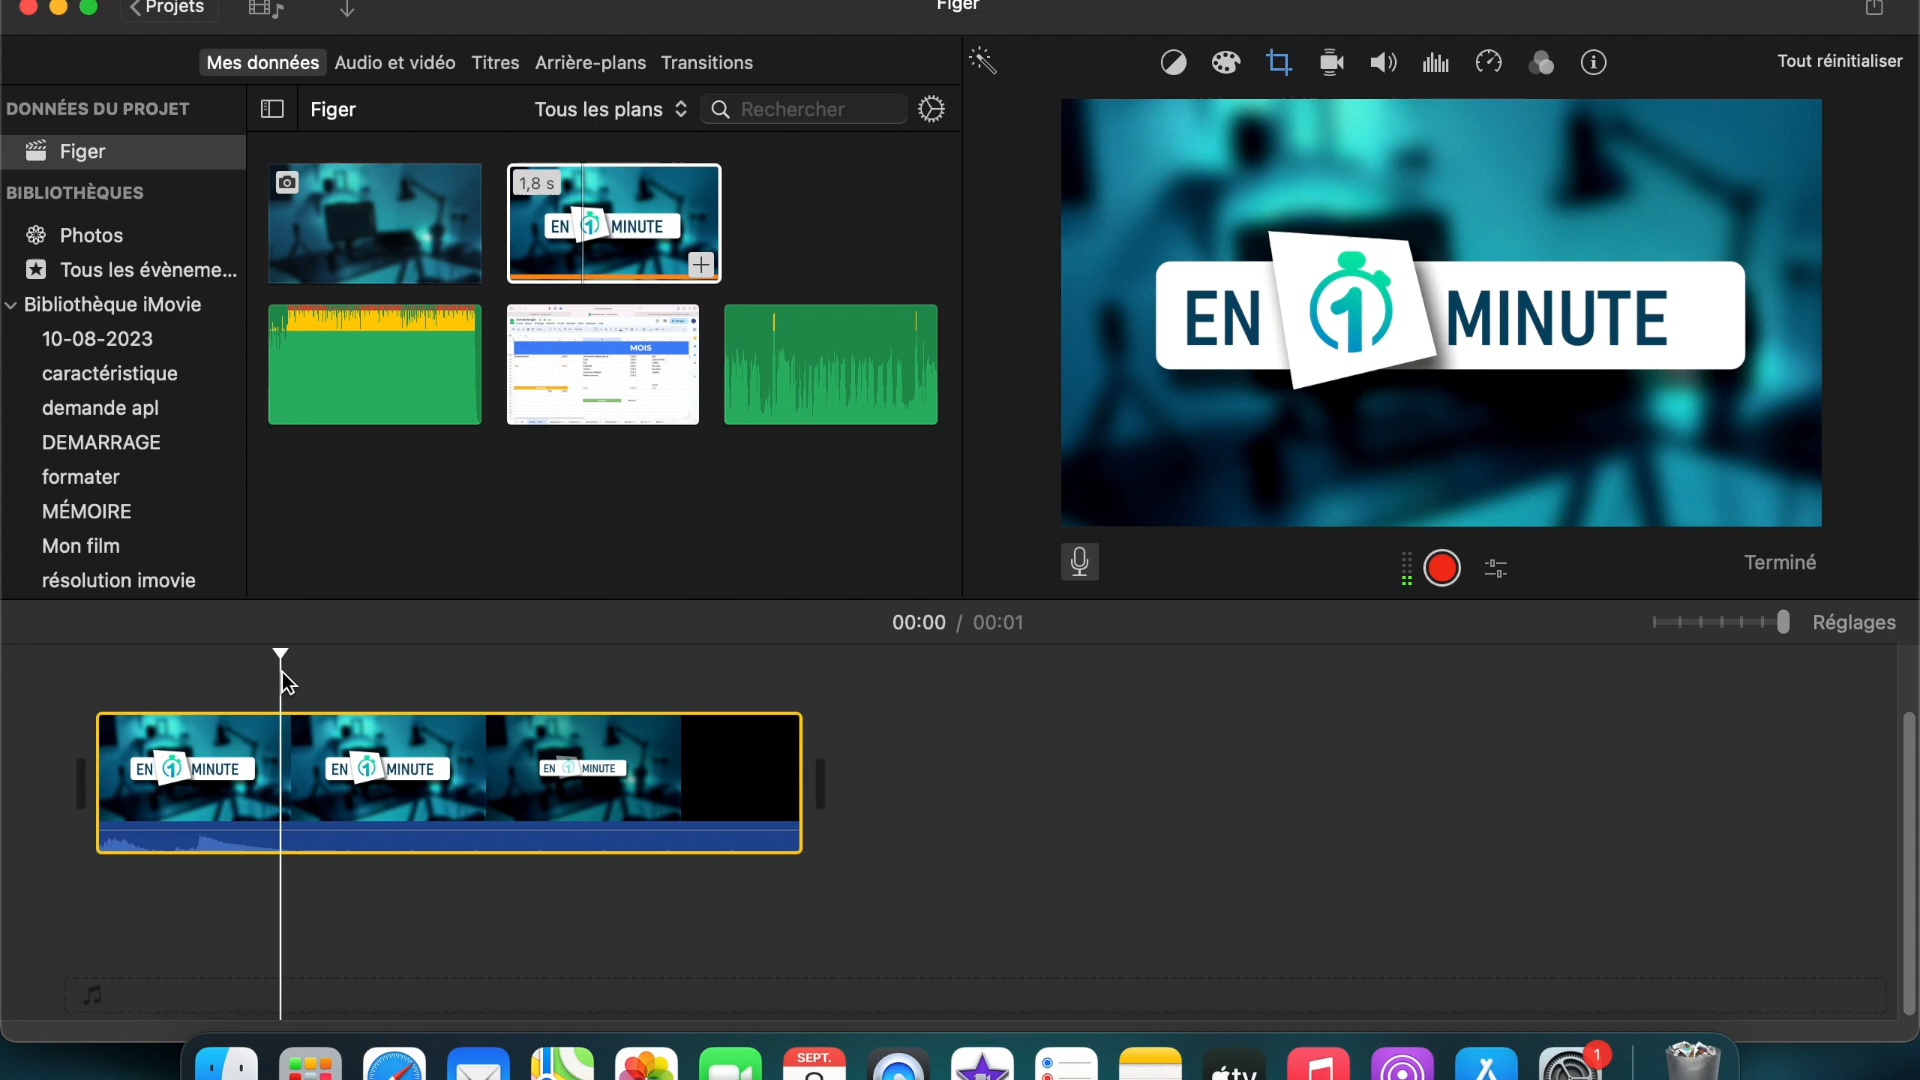 Projets
Figer
Mes données Audio et vidéo Titres Arrière-plans Transitions
Tout réinitialiser
DONNÉES DU PROJET
Figer
Tous les plans
Rechercher
Figer
BIBLIOTHÈQUES
Photos
Tous les évèneme...
Bibliothèque iMovie
10-08-2023
caractéristique
demande apl
DEMARRAGE
formater
MÉMOIRE
Mon film
résolution imovie
1,8 s
EN 1 MINUTE
MOIS
EN 1 MINUTE
Terminé
00:00 / 00:01
Réglages
EN 1 MINUTE
EN 1 MINUTE
EN 1 MINUTE
SEPT.
tv
1